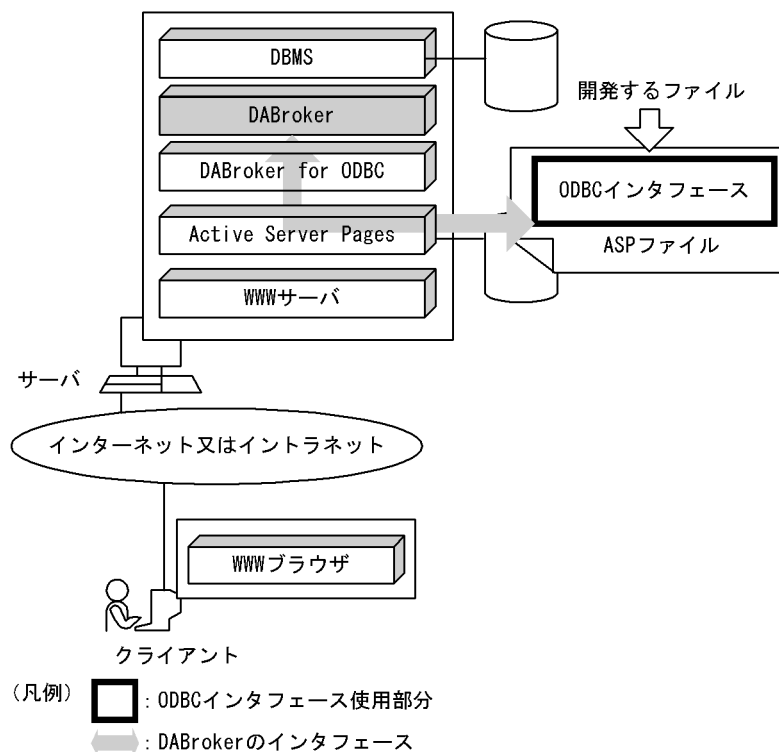 DBMS
DABroker
開発するファイル
DABroker for ODBC
ODBCインタフェース
Active Server Pages
ASPファイル
WWWサーバ
サーバ
インターネット又はイントラネット
WWWブラウザ
クライアント
(凡例)
：ODBCインタフェース使用部分
：DABrokerのインタフェース